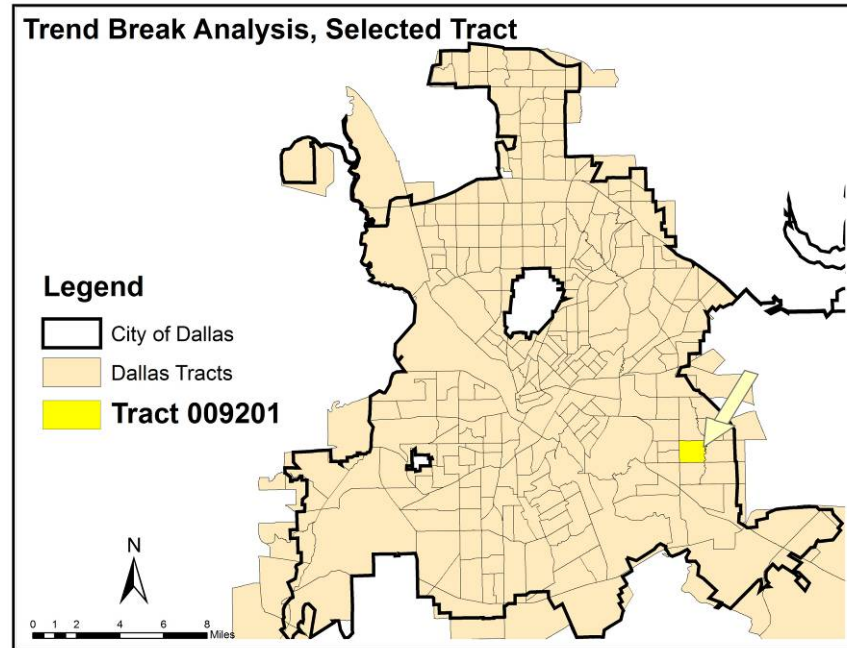 Trend Break Analysis, Selected Tract
Legend
City of Dallas
Dallas Tracts
Tract 009201
N
0 1 2 4 6 8
Miles